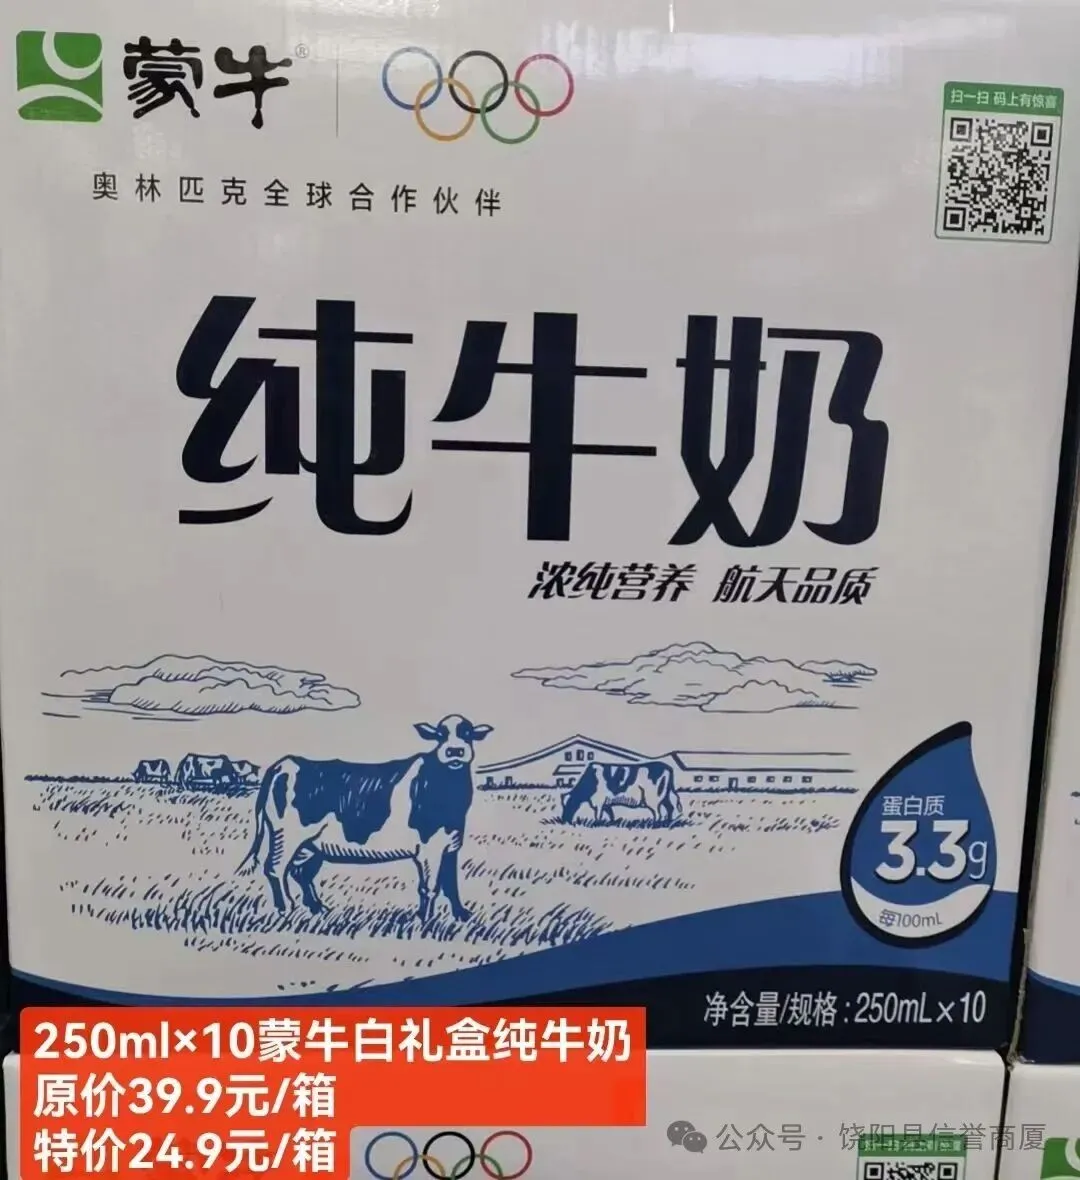 蒙牛®
扫一扫 码上有惊喜
奥林匹克全球合作伙伴
纯牛奶
浓纯营养 航天品质
蛋白质
3.3g
每100mL
净含量/规格:250mL×10
250ml×10蒙牛白礼盒纯牛奶
原价39.9元/箱
特价24.9元/箱
公众号·饶阳县信誉商厦